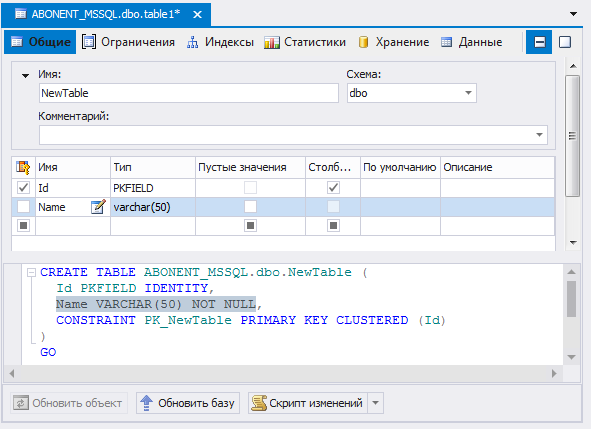 ABONENT_MSSQL.dbo.table1*
Общие Ограничения Индексы Статистики Хранение Данные
Имя: Схема:
NewTable dbo
Комментарий:
Имя Тип Пустые значения Столб... По умолчанию Описание
Id PKFIELD
Name varchar(50)
CREATE TABLE ABONENT_MSSQL.dbo.NewTable (
Id PKFIELD IDENTITY,
Name VARCHAR(50) NOT NULL,
CONSTRAINT PK_NewTable PRIMARY KEY CLUSTERED (Id)
)
GO
Обновить объект Обновить базу Скрипт изменений